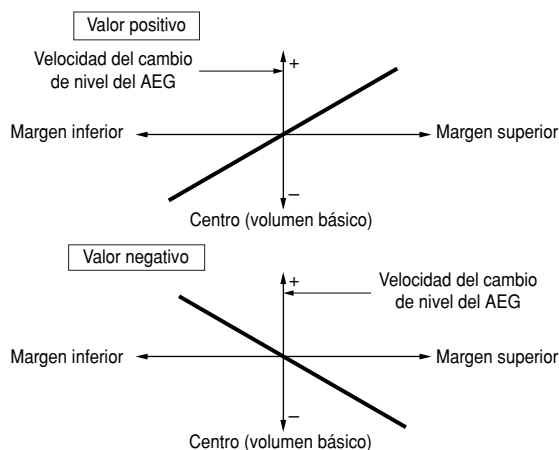 Valor positivo
Velocidad del cambio
de nivel del AEG
+
Margen inferior
Margen superior
–
Centro (volumen básico)
Valor negativo
+
Velocidad del cambio
de nivel del AEG
Margen inferior
Margen superior
–
Centro (volumen básico)